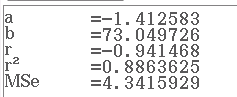 a =-1.412583
b =73.049726
r =-0.941468
r² =0.8863625
MSe =4.3415929